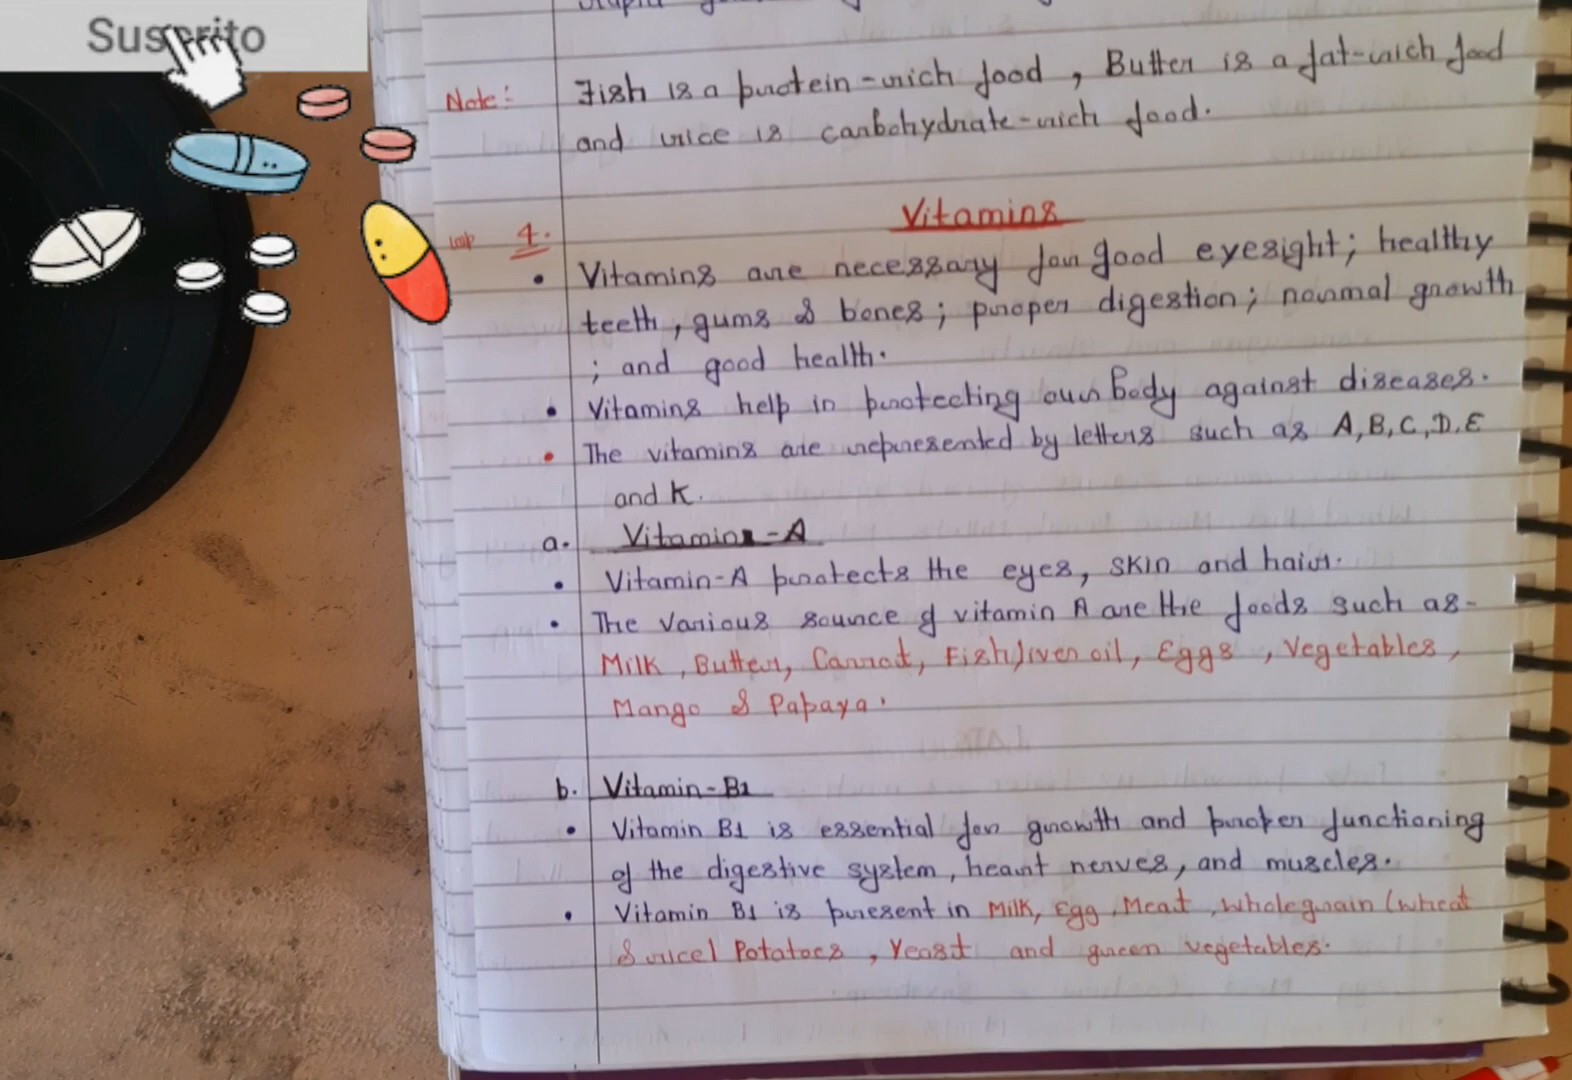 Suscrito
Note: Fish is a protein-rich food, Butter is a fat-rich food
and rice is carbohydrate-rich food.
Vitamins
Imp 4.
• Vitamins are necessary for good eyesight; healthy
teeth, gums & bones; proper digestion; normal growth
; and good health.
• Vitamins help in protecting our body against diseases.
• The vitamins are represented by letters such as A,B,C,D,E
and K.
a. Vitamin-A
• Vitamin-A protects the eyes, skin and hair.
• The various source of vitamin A are the foods such as-
Milk, Butter, Carrot, Fish liver oil, Eggs, Vegetables,
Mango & Papaya.
b. Vitamin-B1
• Vitamin B1 is essential for growth and proper functioning
of the digestive system, heart nerves, and muscles.
• Vitamin B1 is present in Milk, Egg, Meat, whole grain (wheat
& rice) Potatoes, Yeast and green vegetables.